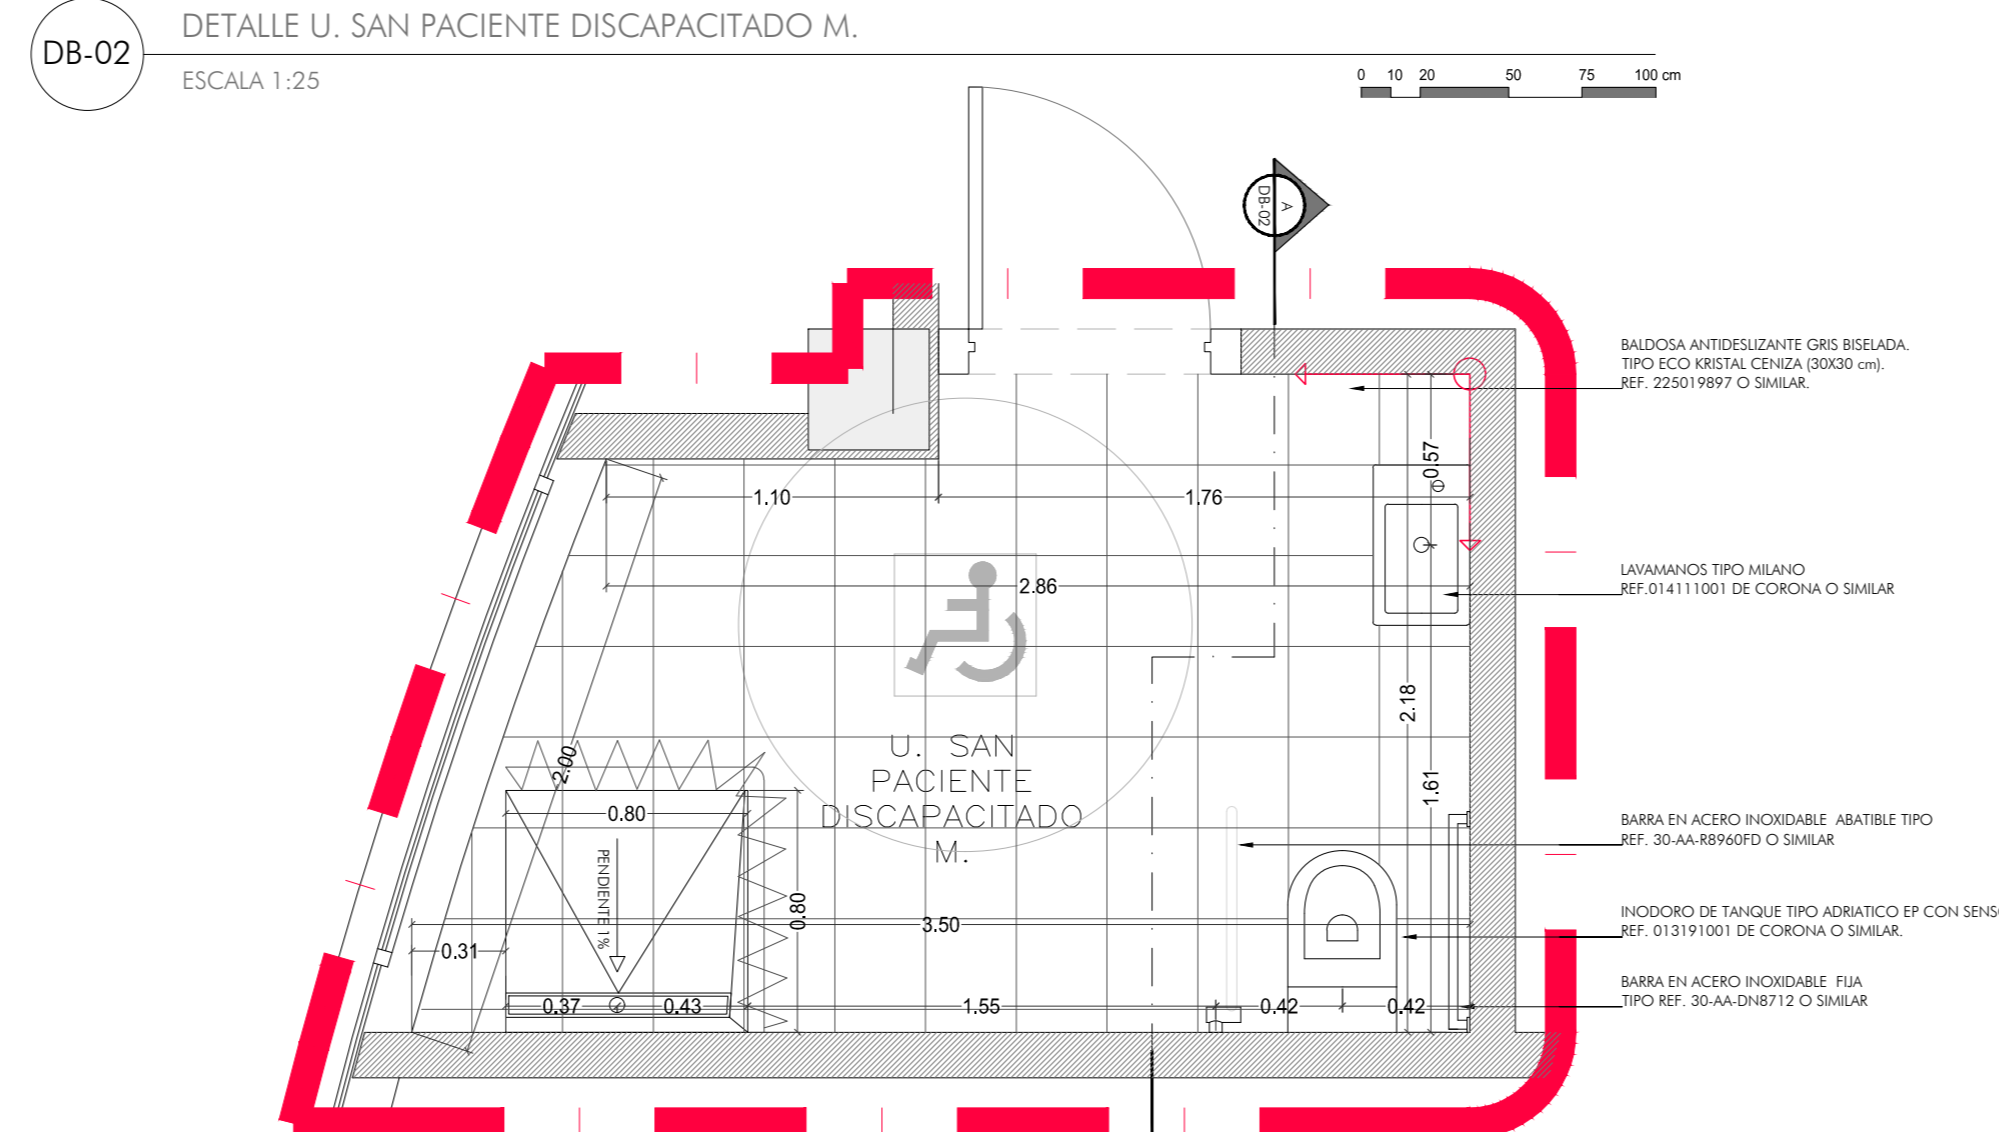 DB-02
DETALLE U. SAN PACIENTE DISCAPACITADO M.
ESCALA 1:25
0 10 20 50 75 100 cm
A
DB-02
BALDOSA ANTIDESLIZANTE GRIS BISELADA.
TIPO ECO KRISTAL CENIZA (30X30 cm).
REF. 225019897 O SIMILAR.
0.57
1.10
1.76
LAVAMANOS TIPO MILANO
REF.014111001 DE CORONA O SIMILAR
2.86
2.18
2.00
U. SAN
PACIENTE
DISCAPACITADO
M.
1.61
0.80
PENDIENTE 1%
0.80
BARRA EN ACERO INOXIDABLE ABATIBLE TIPO
REF. 30-AA-R8960FD O SIMILAR
3.50
0.31
INODORO DE TANQUE TIPO ADRIATICO EP CON SENS
REF. 013191001 DE CORONA O SIMILAR.
0.37
0.43
1.55
0.42
0.42
BARRA EN ACERO INOXIDABLE FIJA
TIPO REF. 30-AA-DN8712 O SIMILAR